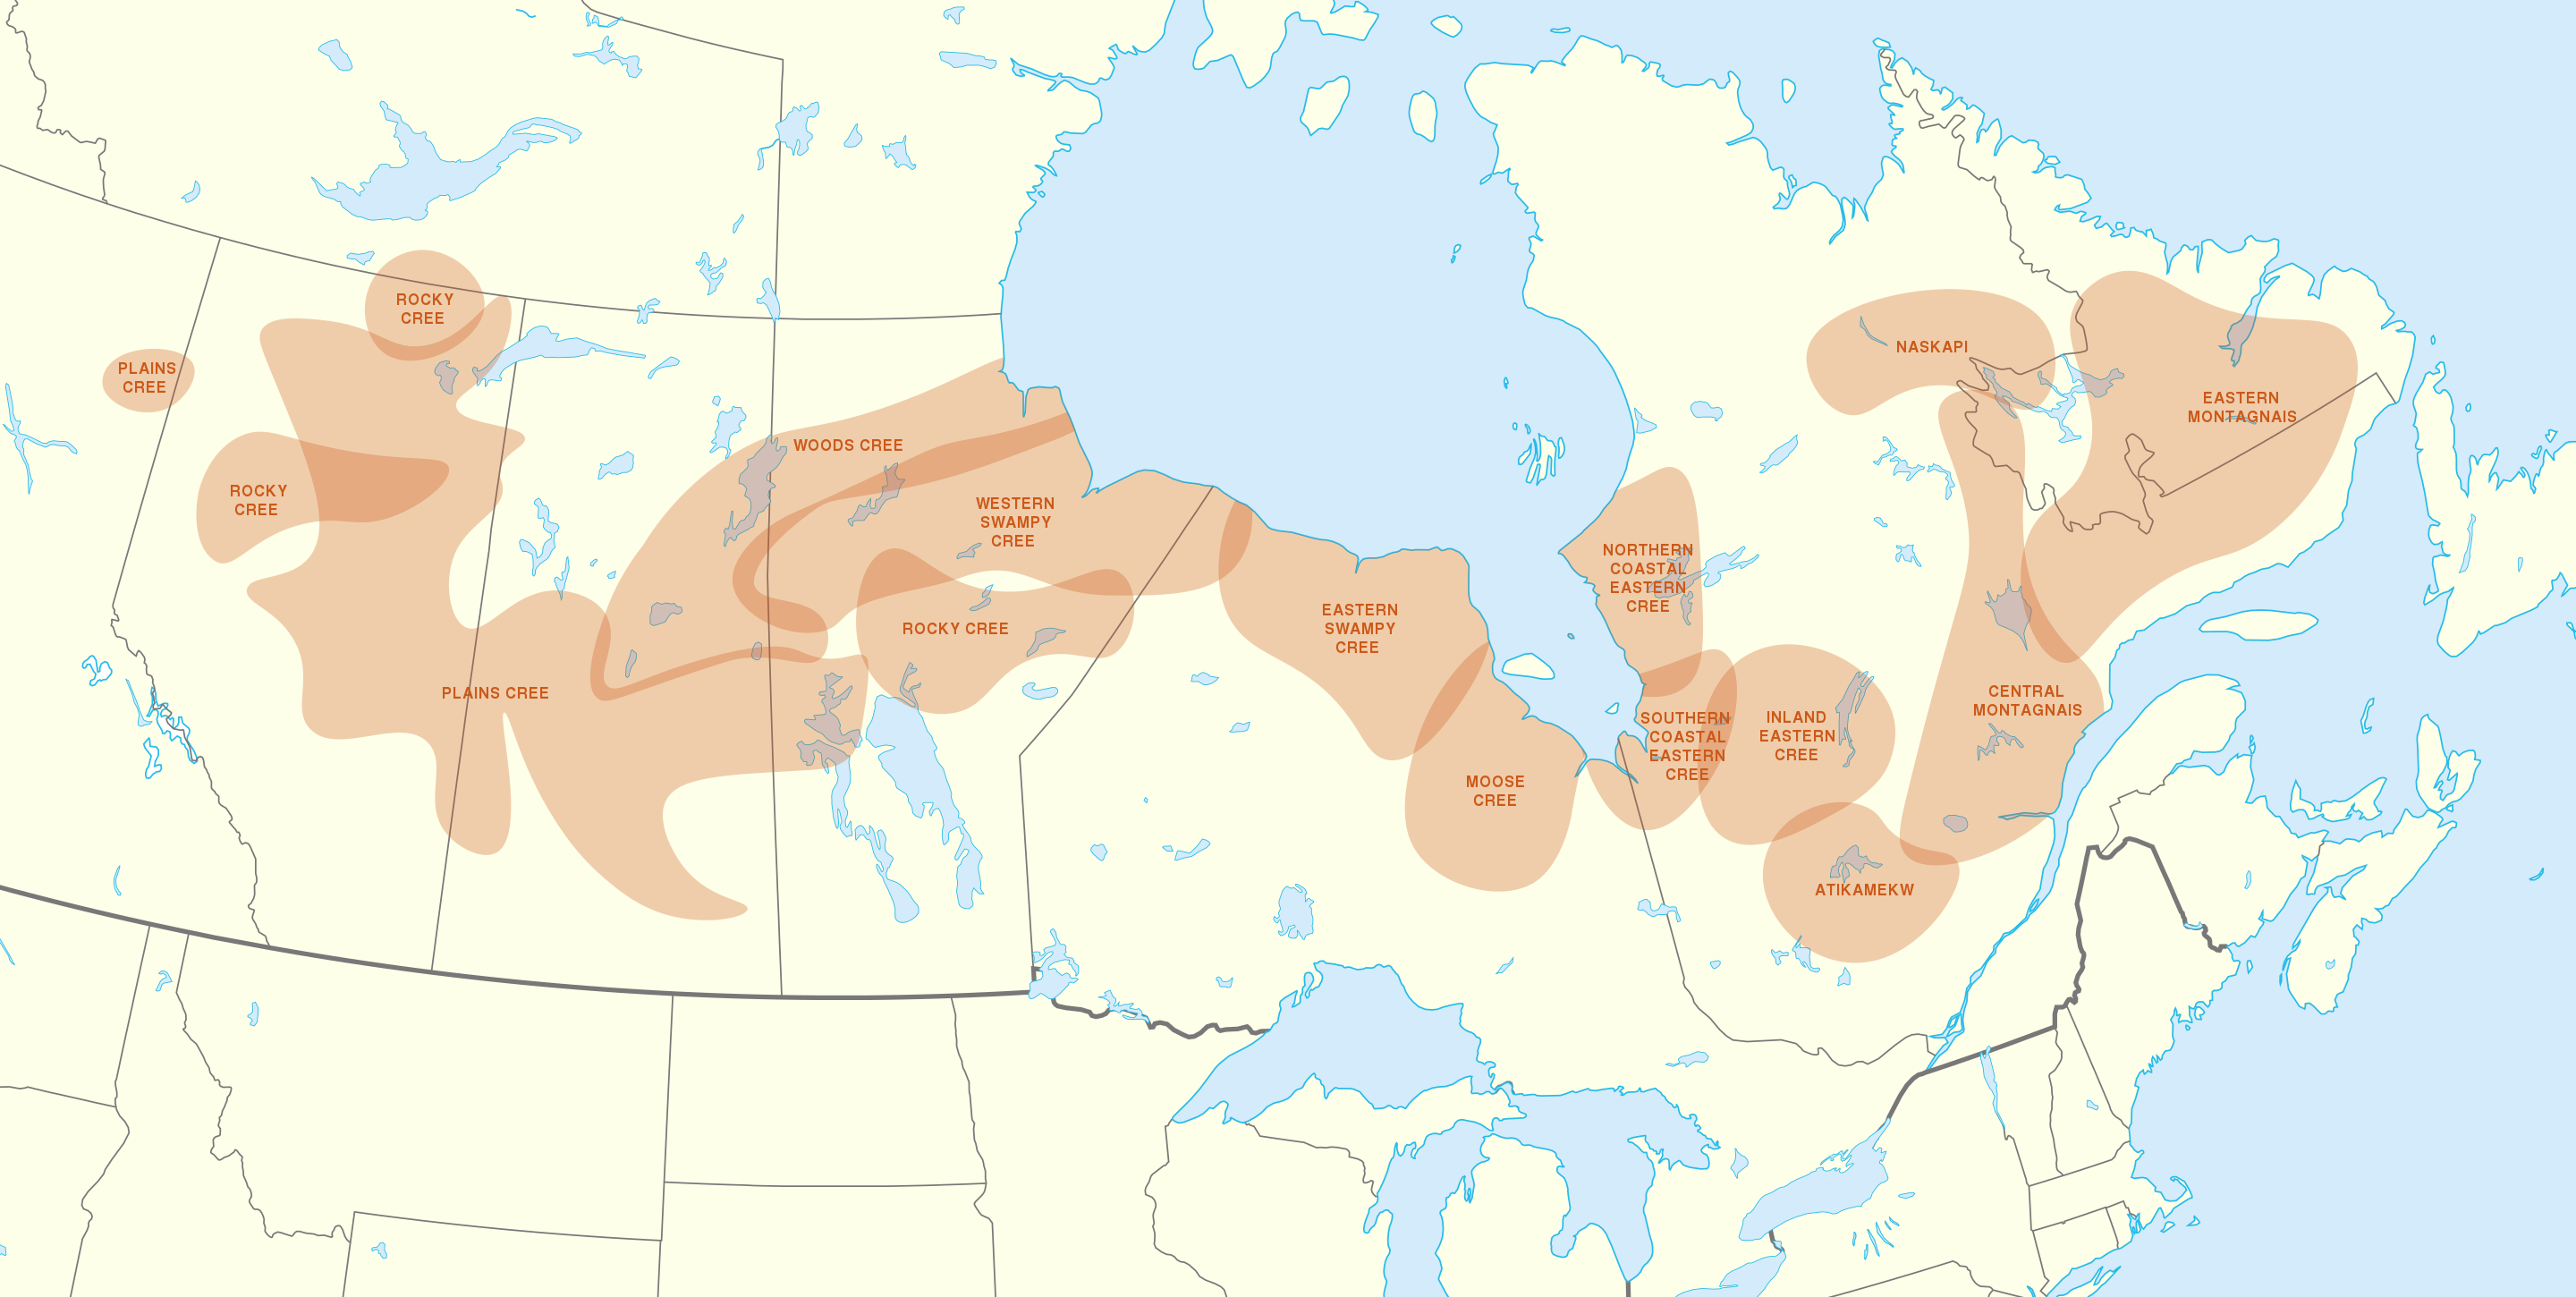 ROCKY
CREE
PLAINS
CREE
ROCKY
CREE
PLAINS CREE
WOODS CREE
WESTERN
SWAMPY
CREE
ROCKY CREE
EASTERN
SWAMPY
CREE
MOOSE
CREE
NORTHERN
COASTAL
EASTERN
CREE
SOUTHERN
COASTAL
EASTERN
CREE
INLAND
EASTERN
CREE
ATIKAMEKW
NASKAPI
EASTERN
MONTAGNAIS
CENTRAL
MONTAGNAIS